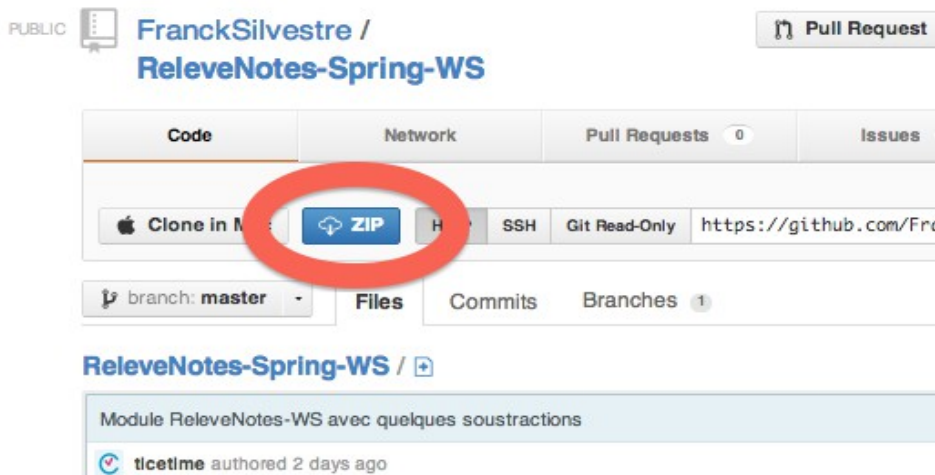 PUBLIC FranckSilvestre / Pull Request
ReleveNotes-Spring-WS
Code Network Pull Requests 0 Issues
Clone in ZIP SSH Git Read-Only https://github.com/Fr
branch: master Files Commits Branches 1
ReleveNotes-Spring-WS /
Module ReleveNotes-WS avec quelques soustractions
ticetime authored 2 days ago